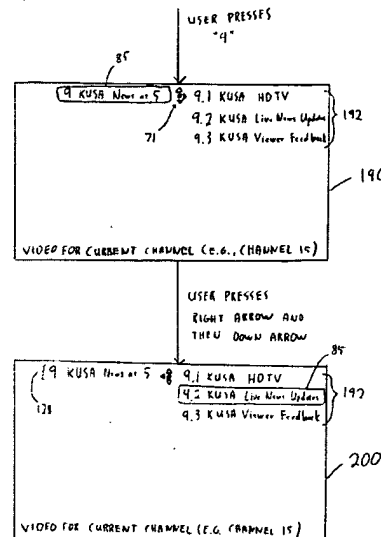 USER PRESSES
"9"
85
9 KUSA News at 5
9.1 KUSA HDTV
9.2 KUSA Live News Updates
9.3 KUSA Viewer Feedback
192
71
190
VIDEO FOR CURRENT CHANNEL (E.G., CHANNEL 15)
USER PRESSES
RIGHT ARROW AND
THEN DOWN ARROW
85
9 KUSA News at 5
9.1 KUSA HDTV
9.2 KUSA Live News Updates
9.3 KUSA Viewer Feedback
192
128
200
VIDEO FOR CURRENT CHANNEL (E.G. CHANNEL 15)